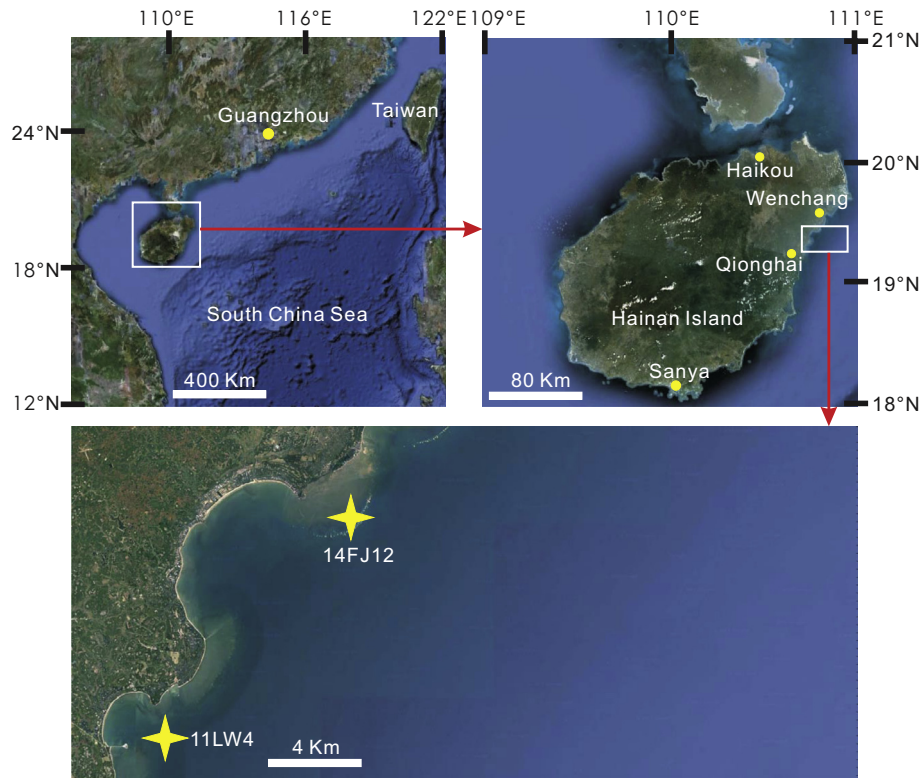 110°E 116°E 122°E
109°E 110°E 111°E
24°N
18°N
12°N
Guangzhou
Taiwan
South China Sea
400 Km
21°N
20°N
19°N
18°N
Haikou
Wenchang
Qionghai
Hainan Island
Sanya
80 Km
14FJ12
11LW4
4 Km